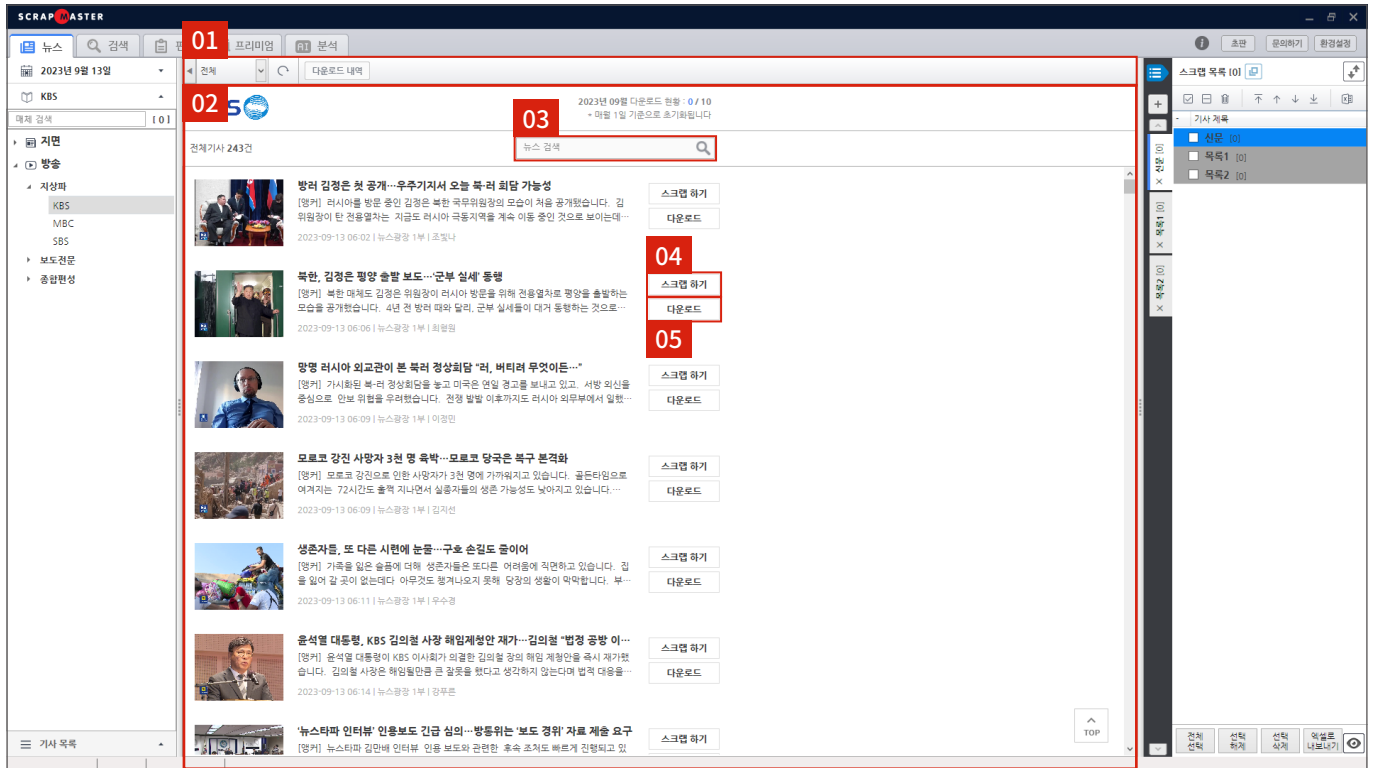 SCRAPMASTER
뉴스
검색
01
프리미엄
AI 분석
초판
문의하기
환경설정
2023년 9월 13일
KBS
매체 검색 [ 0 ]
지면
방송
지상파
KBS
MBC
SBS
보도전문
종합편성
기사 목록
전체
다운로드 내역
02
2023년 09월 다운로드 현황 : 0 / 10
* 매월 1일 기준으로 초기화됩니다
03
전체기사 243건
뉴스 검색
방러 김정은 첫 공개…우주기지서 오늘 북·러 회담 가능성
[앵커] 러시아를 방문 중인 김정은 북한 국무위원장의 모습이 처음 공개됐습니다. 김
위원장이 탄 전용열차는 지금도 러시아 극동지역을 계속 이동 중인 것으로 보이는데…
2023-09-13 06:02 | 뉴스광장 1부 | 조빛나
스크랩 하기
다운로드
04
북한, 김정은 평양 출발 보도…'군부 실세' 동행
[앵커] 북한 매체도 김정은 위원장이 러시아 방문을 위해 전용열차로 평양을 출발하는
모습을 공개했습니다. 4년 전 방러 때와 달리, 군부 실세들이 대거 동행하는 것으로…
2023-09-13 06:06 | 뉴스광장 1부 | 최형원
스크랩 하기
다운로드
05
망명 러시아 외교관이 본 북러 정상회담 "러, 버티려 무엇이든…"
[앵커] 가시화된 북-러 정상회담을 놓고 미국은 연일 경고를 보내고 있고. 서방 외신을
중심으로 안보 위협을 우려했습니다. 전쟁 발발 이후까지도 러시아 외무부에서 일했…
2023-09-13 06:09 | 뉴스광장 1부 | 이정민
스크랩 하기
다운로드
모로코 강진 사망자 3천 명 육박…모로코 당국은 복구 본격화
[앵커] 모로코 강진으로 인한 사망자가 3천 명에 가까워지고 있습니다. 골든타임으로
여겨지는 72시간도 훌쩍 지나면서 실종자들의 생존 가능성도 낮아지고 있습니다.…
2023-09-13 06:09 | 뉴스광장 1부 | 김지선
스크랩 하기
다운로드
생존자들, 또 다른 시련에 눈물…구호 손길도 줄이어
[앵커] 가족을 잃은 슬픔에 더해 생존자들은 또다른 어려움에 직면하고 있습니다. 집
을 잃어 갈 곳이 없는데다 아무것도 챙겨나오지 못해 당장의 생활이 막막합니다. 부…
2023-09-13 06:11 | 뉴스광장 1부 | 우수경
스크랩 하기
다운로드
윤석열 대통령, KBS 김의철 사장 해임제청안 재가…김의철 "법정 공방 이…
[앵커] 윤석열 대통령이 KBS 이사회가 의결한 김의철 장의 해임 제청안을 즉시 재가했
습니다. 김의철 사장은 해임될만큼 큰 잘못을 했다고 생각하지 않는다며 법적 대응을…
2023-09-13 06:14 | 뉴스광장 1부 | 강푸른
스크랩 하기
다운로드
'뉴스타파 인터뷰' 인용보도 긴급 심의…방통위는 '보도 경위' 자료 제출 요구
[앵커] 뉴스타파 김만배 인터뷰 인용 보도와 관련한 후속 조처도 빠르게 진행되고 있
스크랩 하기
TOP
신문 [0]
목록1 [0]
목록2 [0]
스크랩 목록 [0]
기사 제목
신문 [0]
목록1 [0]
목록2 [0]
전체 선택
선택 해제
선택 삭제
엑셀로 내보내기